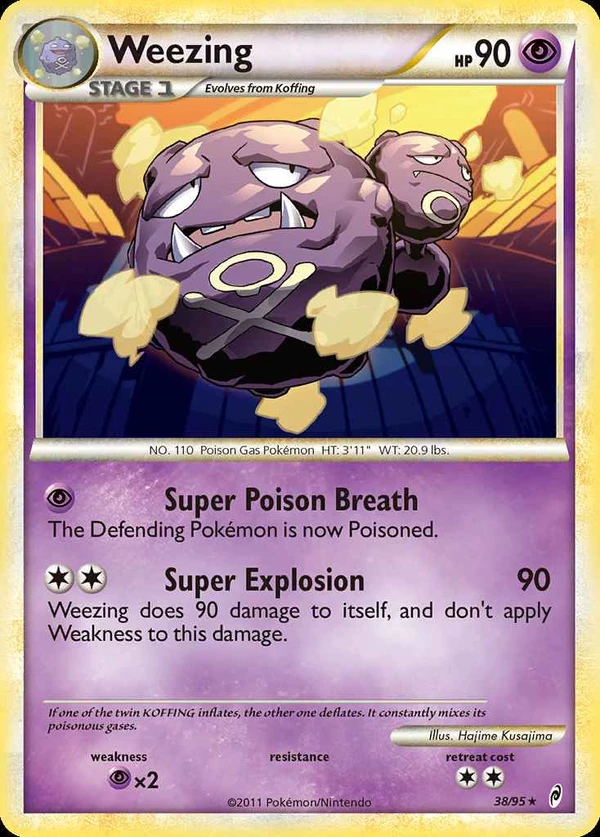 Weezing
HP 90
STAGE 1
Evolves from Koffing
NO. 110 Poison Gas Pokémon HT: 3'11" WT: 20.9 lbs.
Super Poison Breath
The Defending Pokémon is now Poisoned.
Super Explosion 90
Weezing does 90 damage to itself, and don't apply
Weakness to this damage.
If one of the twin KOFFING inflates, the other one deflates. It constantly mixes its
poisonous gases.
Illus. Hajime Kusajima
weakness resistance retreat cost
×2
©2011 Pokémon/Nintendo 38/95★